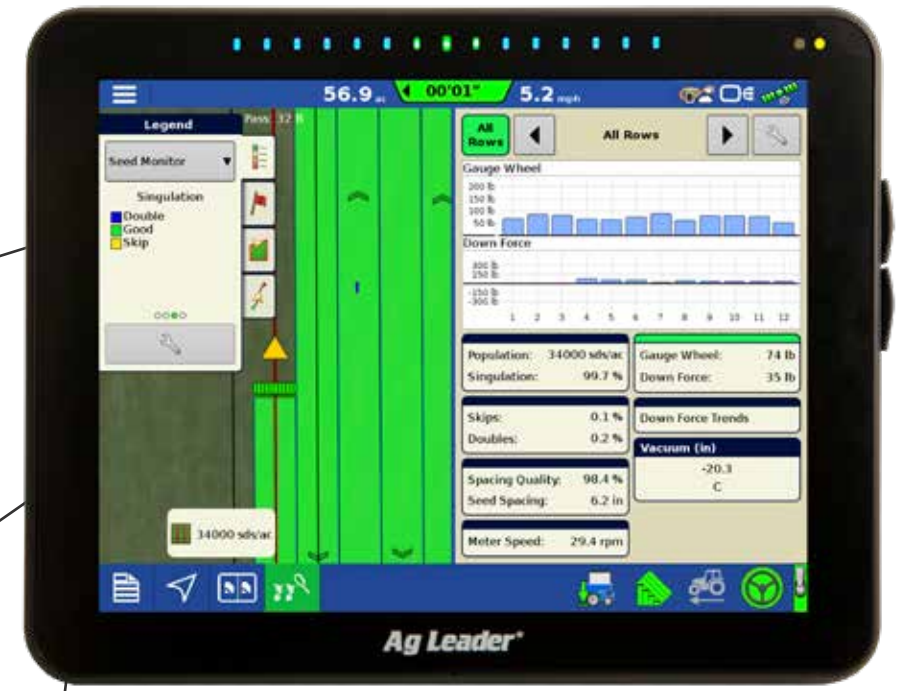 56.9 ac 00'01" 5.2 mph
Legend
Pass: 32
Seed Monitor
Singulation
Double
Good
Skip
34000 sds/ac
All Rows
All Rows
Gauge Wheel
200 lb
150 lb
100 lb
50 lb
Down Force
300 lb
150 lb
-150 lb
-300 lb
1 2 3 4 5 6 7 8 9 10 11 12
Population: 34000 sds/ac
Singulation: 99.7 %
Gauge Wheel: 74 lb
Down Force: 35 lb
Skips: 0.1 %
Doubles: 0.2 %
Down Force Trends
Vacuum (in)
-20.3
C
Spacing Quality: 98.4 %
Seed Spacing: 6.2 in
Meter Speed: 29.4 rpm
Ag Leader